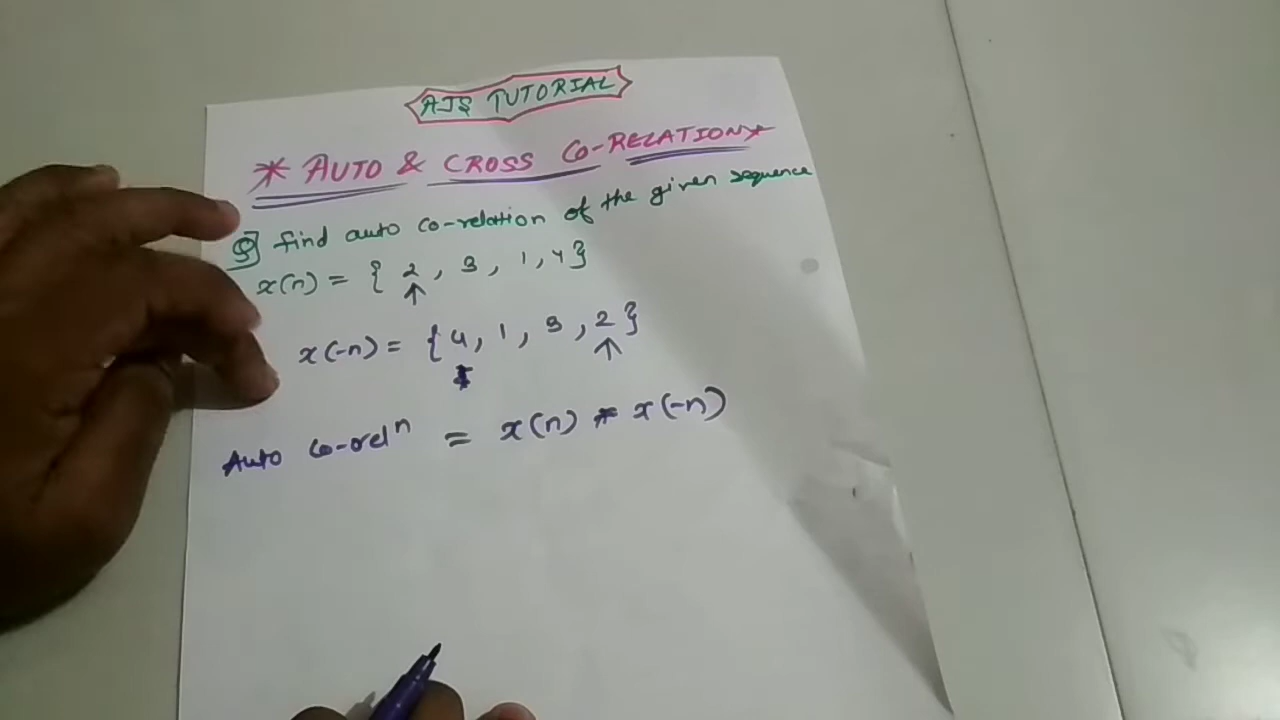 AJS TUTORIAL
* AUTO & CROSS CO-RELATION *
Q] find auto co-relation of the given sequence
x(n) = { 2, 3, 1, 4 }
↑
x(-n) = { 4, 1, 3, 2 }
↑
Auto co-relⁿ = x(n) * x(-n)